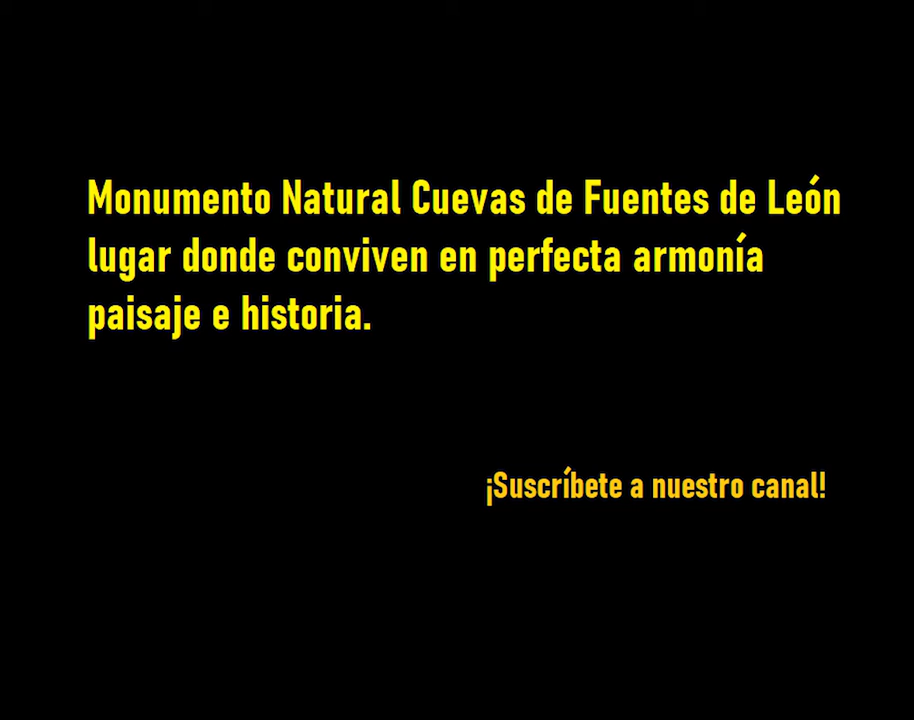 Monumento Natural Cuevas de Fuentes de León
lugar donde conviven en perfecta armonía
paisaje e historia.
¡Suscríbete a nuestro canal!